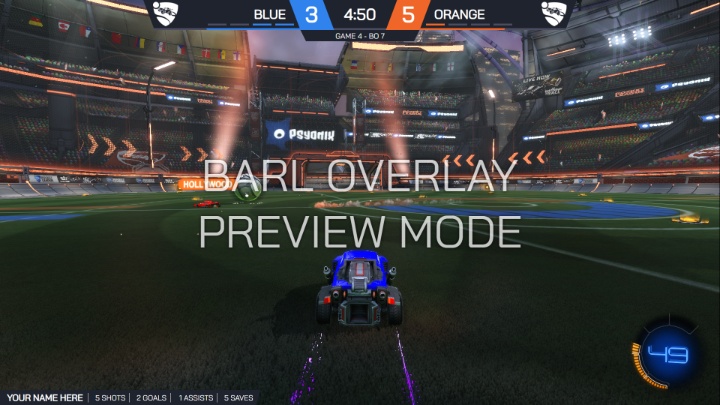 BLUE 3 4:50 5 ORANGE
GAME 4 - BO 7
PSYONIX
HOLLYWOOD
BARL OVERLAY
PREVIEW MODE
49
YOUR NAME HERE | 5 SHOTS | 2 GOALS | 1 ASSISTS | 5 SAVES